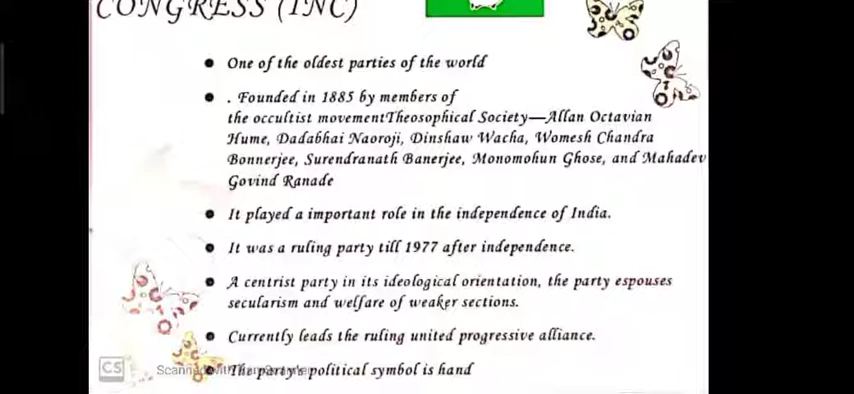 CONGRESS (INC)
● One of the oldest parties of the world
● . Founded in 1885 by members of
the occultist movementTheosophical Society—Allan Octavian
Hume, Dadabhai Naoroji, Dinshaw Wacha, Womesh Chandra
Bonnerjee, Surendranath Banerjee, Monomohun Ghose, and Mahadev
Govind Ranade
● It played a important role in the independence of India.
● It was a ruling party till 1977 after independence.
● A centrist party in its ideological orientation, the party espouses
secularism and welfare of weaker sections.
● Currently leads the ruling united progressive alliance.
● The party's political symbol is hand
CS Scanned with CamScanner